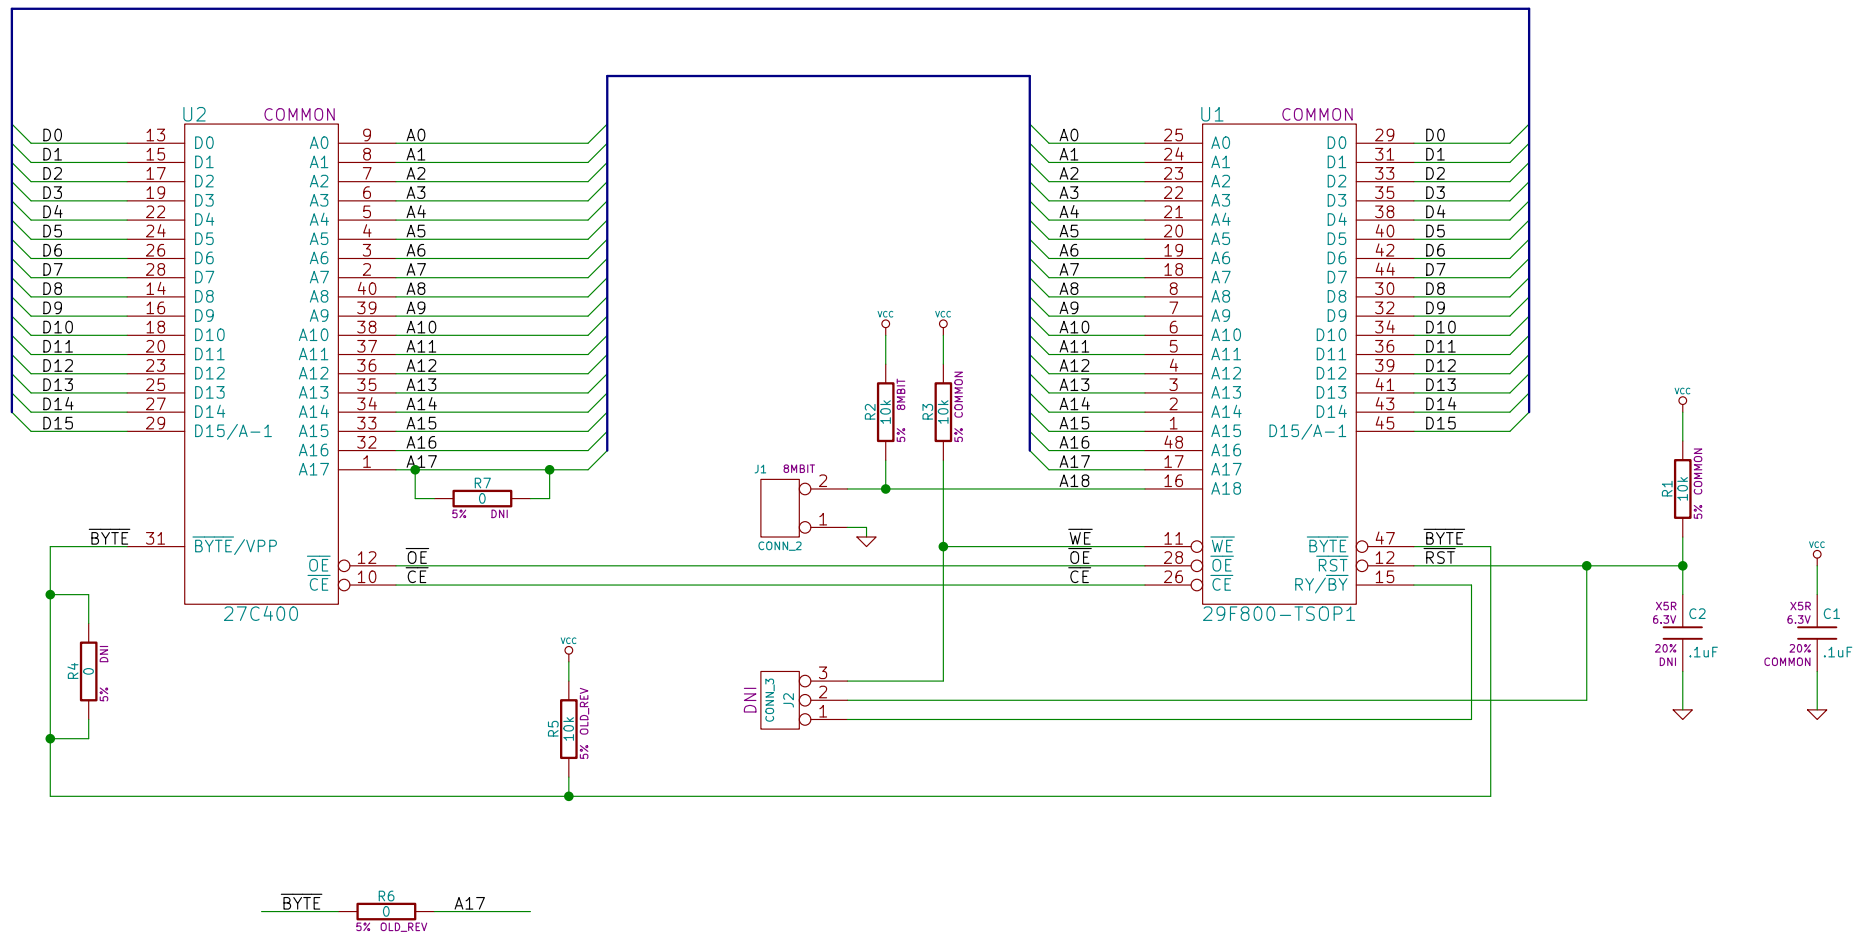 U2 COMMON
D0 13 D0 A0 9 A0
D1 15 D1 A1 8 A1
D2 17 D2 A2 7 A2
D3 19 D3 A3 6 A3
D4 22 D4 A4 5 A4
D5 24 D5 A5 4 A5
D6 26 D6 A6 3 A6
D7 28 D7 A7 2 A7
D8 14 D8 A8 40 A8
D9 16 D9 A9 39 A9
D10 18 D10 A10 38 A10
D11 20 D11 A11 37 A11
D12 23 D12 A12 36 A12
D13 25 D13 A13 35 A13
D14 27 D14 A14 34 A14
D15 29 D15/A-1 A15 33 A15
A16 32 A16
A17 1 A17
R7
0
5% DNI
BYTE 31 BYTE/VPP
OE 12 OE
CE 10 CE
27C400
R4
0
DNI
5%
VCC
R5
10k
5% OLD_REV
VCC
R2
10k
5% 8MBIT
VCC
R3
10k
5% COMMON
J1 8MBIT
2
1
CONN_2
DNI
CONN_3
J2
3
2
1
U1 COMMON
A0 25 A0 D0 29 D0
A1 24 A1 D1 31 D1
A2 23 A2 D2 33 D2
A3 22 A3 D3 35 D3
A4 21 A4 D4 38 D4
A5 20 A5 D5 40 D5
A6 19 A6 D6 42 D6
A7 18 A7 D7 44 D7
A8 8 A8 D8 30 D8
A9 7 A9 D9 32 D9
A10 6 A10 D10 34 D10
A11 5 A11 D11 36 D11
A12 4 A12 D12 39 D12
A13 3 A13 D13 41 D13
A14 2 A14 D14 43 D14
A15 1 A15 D15/A-1 45 D15
A16 48 A16
A17 17 A17
A18 16 A18
WE 11 WE BYTE 47 BYTE
OE 28 OE RST 12 RST
CE 26 CE RY/BY 15
29F800-TSOP1
VCC
R1
10k
5% COMMON
X5R C2
6.3V
20% .1uF
DNI
VCC
X5R C1
6.3V
20% .1uF
COMMON
BYTE R6 A17
0
5% OLD_REV